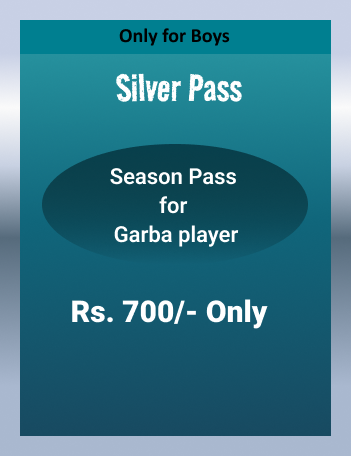 Only for Boys
Silver Pass
Season Pass
for
Garba player
Rs. 700/- Only